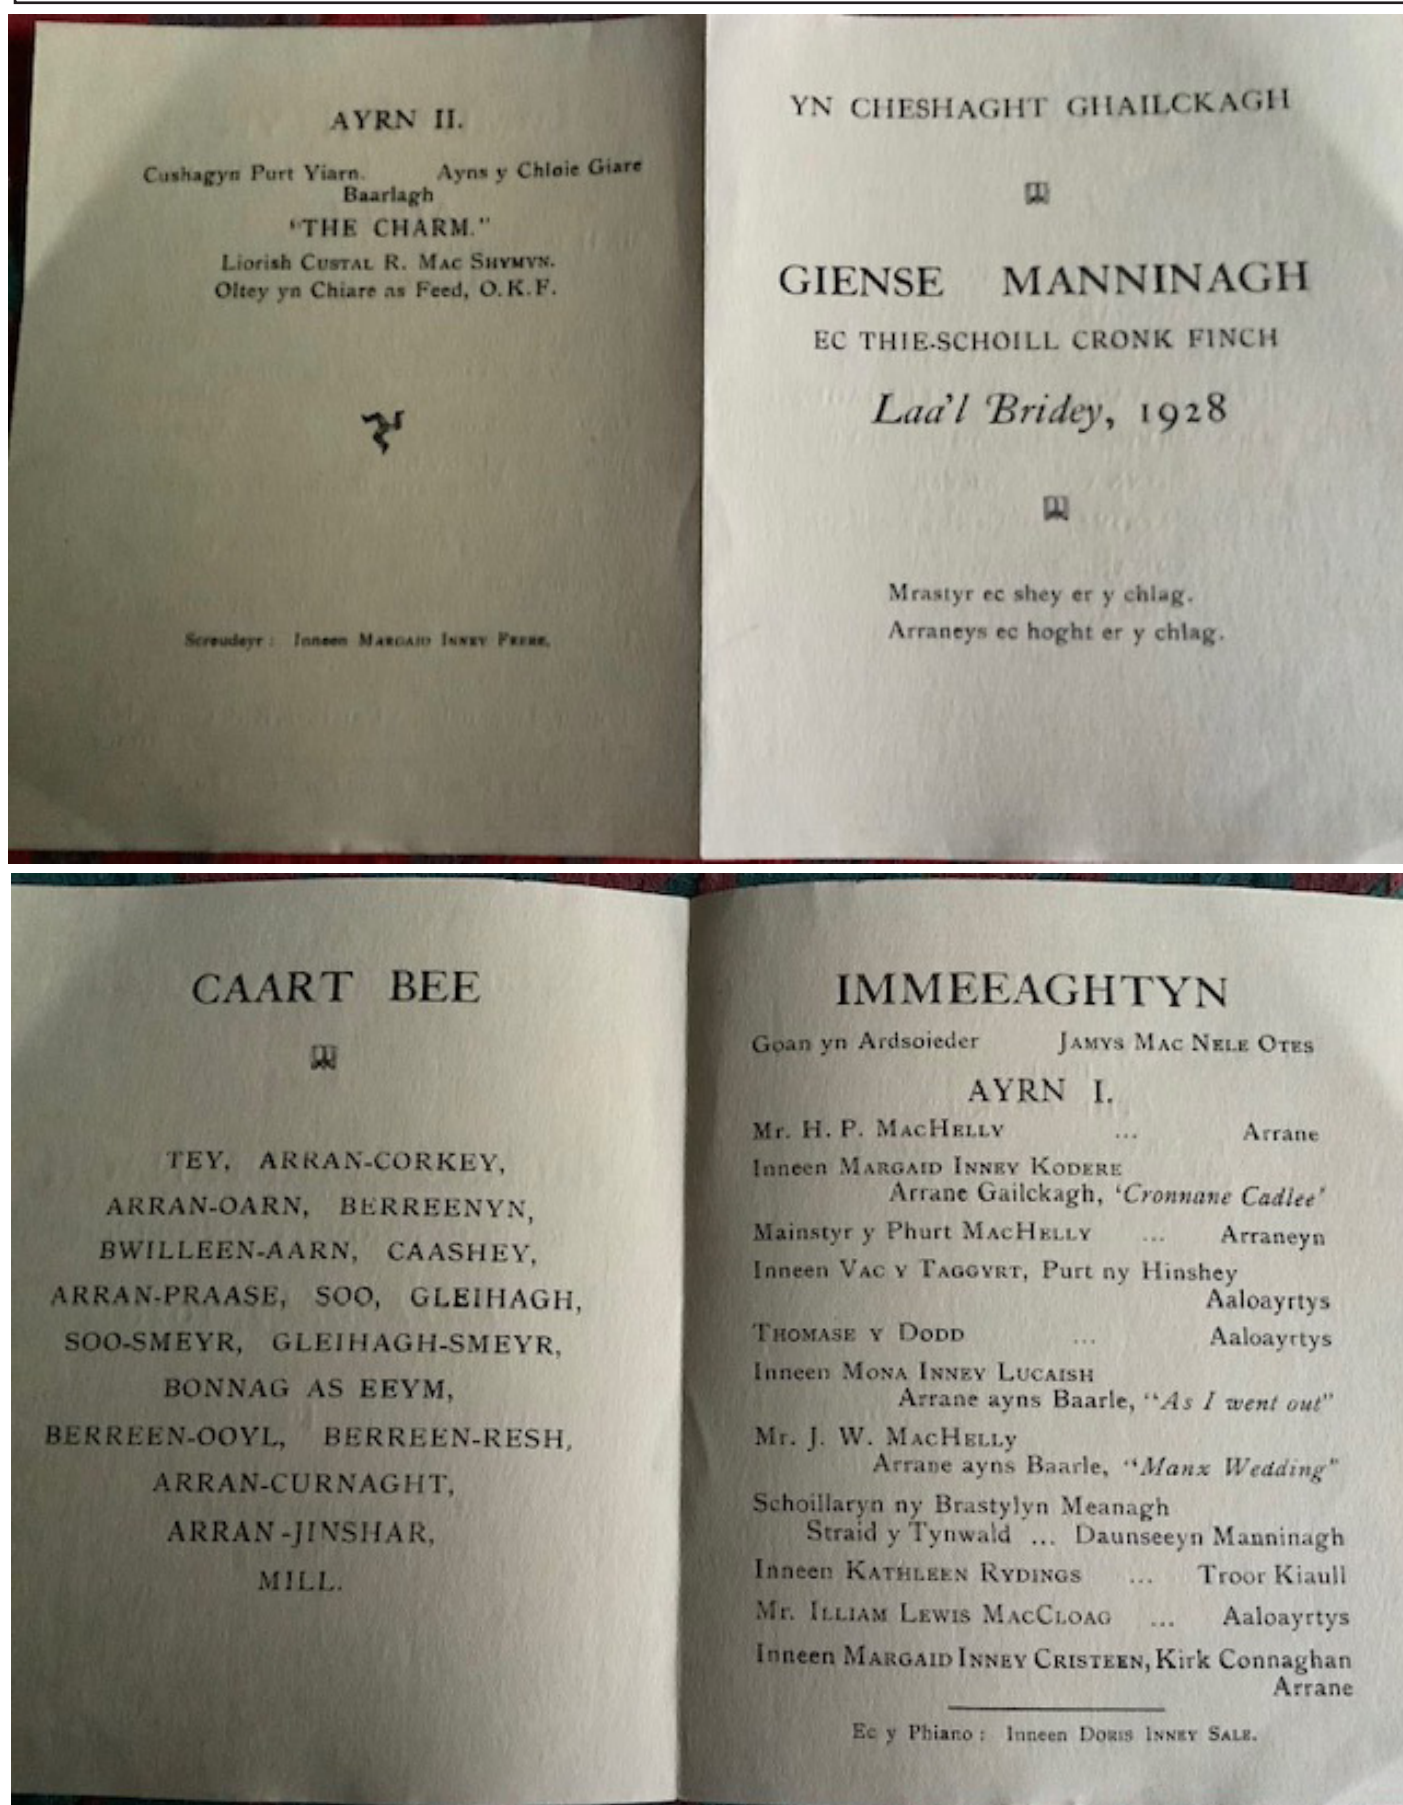 AYRN II.
Cushagyn Purt Yiarn. Ayns y Chloie Giare
Baarlagh
"THE CHARM."
Liorish CUSTAL R. MAC SHYMVN.
Oltey yn Chiare as Feed, O.K.F.
Screudeyr : Inneen MARGAID INNEY FRERE.
YN CHESHAGHT GHAILCKAGH
GIENSE MANNINAGH
EC THIE-SCHOILL CRONK FINCH
Laa'l Bridey, 1928
Mrastyr ec shey er y chlag.
Arraneys ec hoght er y chlag.
CAART BEE
TEY, ARRAN-CORKEY,
ARRAN-OARN, BERREENYN,
BWILLEEN-AARN, CAASHEY,
ARRAN-PRAASE, SOO, GLEIHAGH,
SOO-SMEYR, GLEIHAGH-SMEYR,
BONNAG AS EEYM,
BERREEN-OOYL, BERREEN-RESH,
ARRAN-CURNAGHT,
ARRAN-JINSHAR,
MILL.
IMMEEAGHTYN
Goan yn Ardsoieder JAMYS MAC NELE OTES
AYRN I.
Mr. H. P. MACHELLY ... Arrane
Inneen MARGAID INNEY KODERE
Arrane Gailckagh, 'Cronnane Cadlee'
Mainstyr y Phurt MACHELLY ... Arraneyn
Inneen VAC Y TAGGYRT, Purt ny Hinshey
Aaloayrtys
THOMASE Y DODD ... Aaloayrtys
Inneen MONA INNEY LUCAISH
Arrane ayns Baarle, "As I went out"
Mr. J. W. MACHELLY
Arrane ayns Baarle, "Manx Wedding"
Schoillaryn ny Brastylyn Meanagh
Straid y Tynwald ... Daunseeyn Manninagh
Inneen KATHLEEN RYDINGS ... Troor Kiaull
Mr. ILLIAM LEWIS MACCLOAG ... Aaloayrtys
Inneen MARGAID INNEY CRISTEEN, Kirk Connaghan
Arrane
Ec y Phiano : Inneen DORIS INNEY SALE.